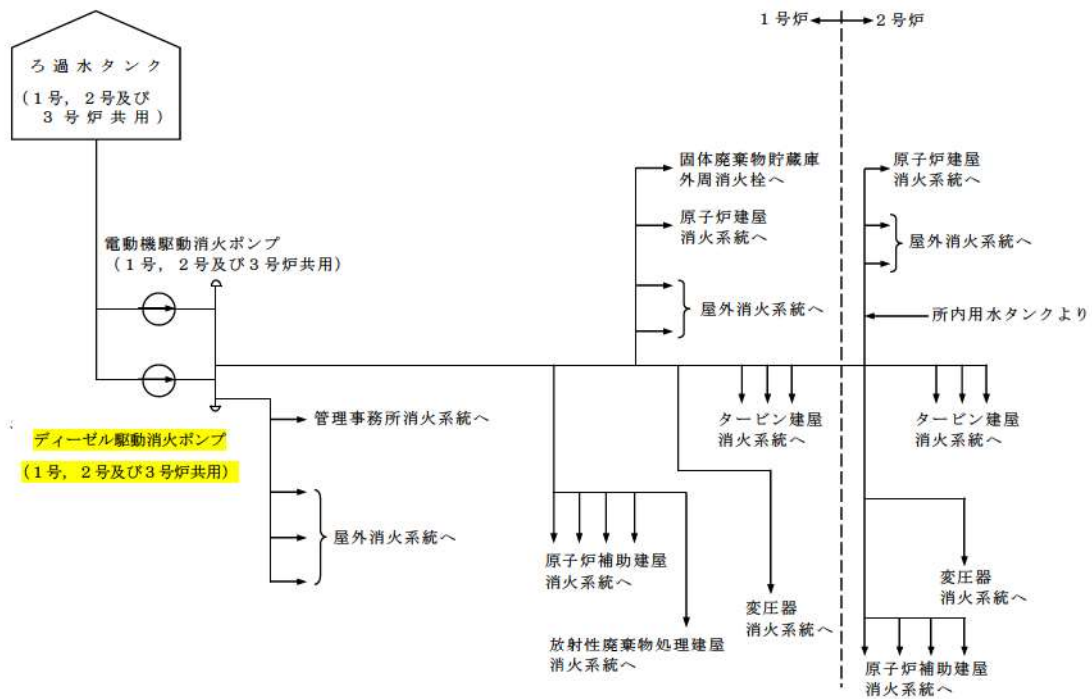 ろ過水タンク
(1号,2号及び
3号炉共用)
1号炉
2号炉
固体廃棄物貯蔵庫
外周消火栓へ
原子炉建屋
消火系統へ
原子炉建屋
消火系統へ
屋外消火系統へ
電動機駆動消火ポンプ
(1号,2号及び3号炉共用)
屋外消火系統へ
所内用水タンクより
管理事務所消火系統へ
タービン建屋
消火系統へ
タービン建屋
消火系統へ
ディーゼル駆動消火ポンプ
(1号,2号及び3号炉共用)
屋外消火系統へ
原子炉補助建屋
消火系統へ
変圧器
消火系統へ
変圧器
消火系統へ
放射性廃棄物処理建屋
消火系統へ
原子炉補助建屋
消火系統へ